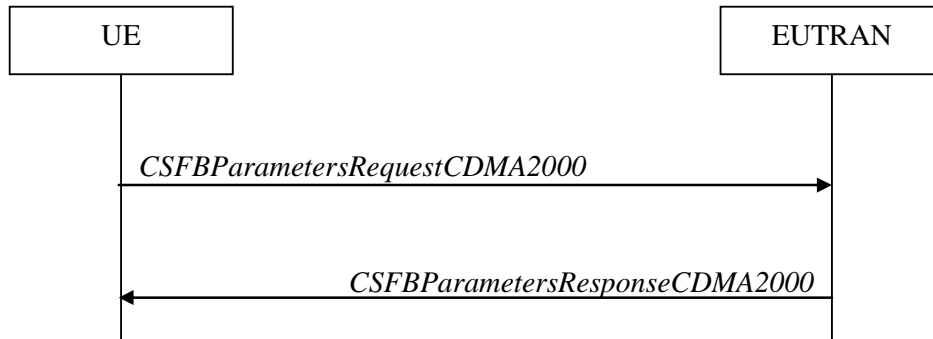 UE
EUTRAN
CSFBParametersRequestCDMA2000
CSFBParametersResponseCDMA2000